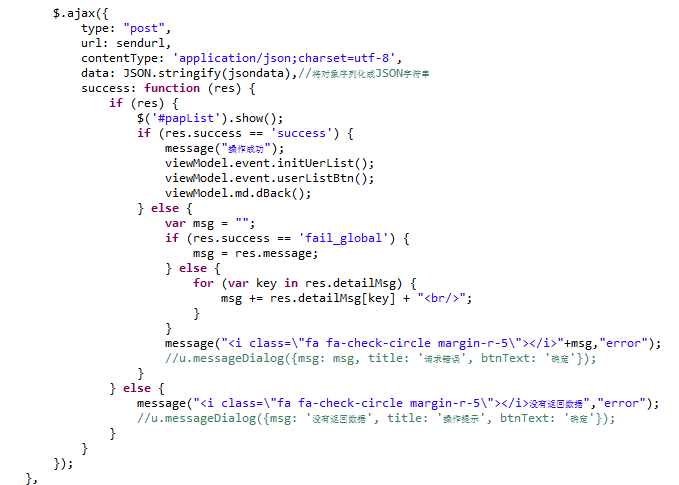 $.ajax({
type: "post",
url: sendurl,
contentType: 'application/json;charset=utf-8',
data: JSON.stringify(jsondata),//将对象序列化成JSON字符串
success: function (res) {
if (res) {
$('#papList').show();
if (res.success == 'success') {
message("操作成功");
viewModel.event.initUerList();
viewModel.event.userListBtn();
viewModel.md.dBack();
} else {
var msg = "";
if (res.success == 'fail_global') {
msg = res.message;
} else {
for (var key in res.detailMsg) {
msg += res.detailMsg[key] + "<br/>";
}
}
message("<i class=\"fa fa-check-circle margin-r-5\"></i>"+msg,"error");
//u.messageDialog({msg: msg, title: '请求错误', btnText: '确定'});
}
} else {
message("<i class=\"fa fa-check-circle margin-r-5\"></i>没有返回数据","error");
//u.messageDialog({msg: '没有返回数据', title: '操作提示', btnText: '确定'});
}
}
});
},